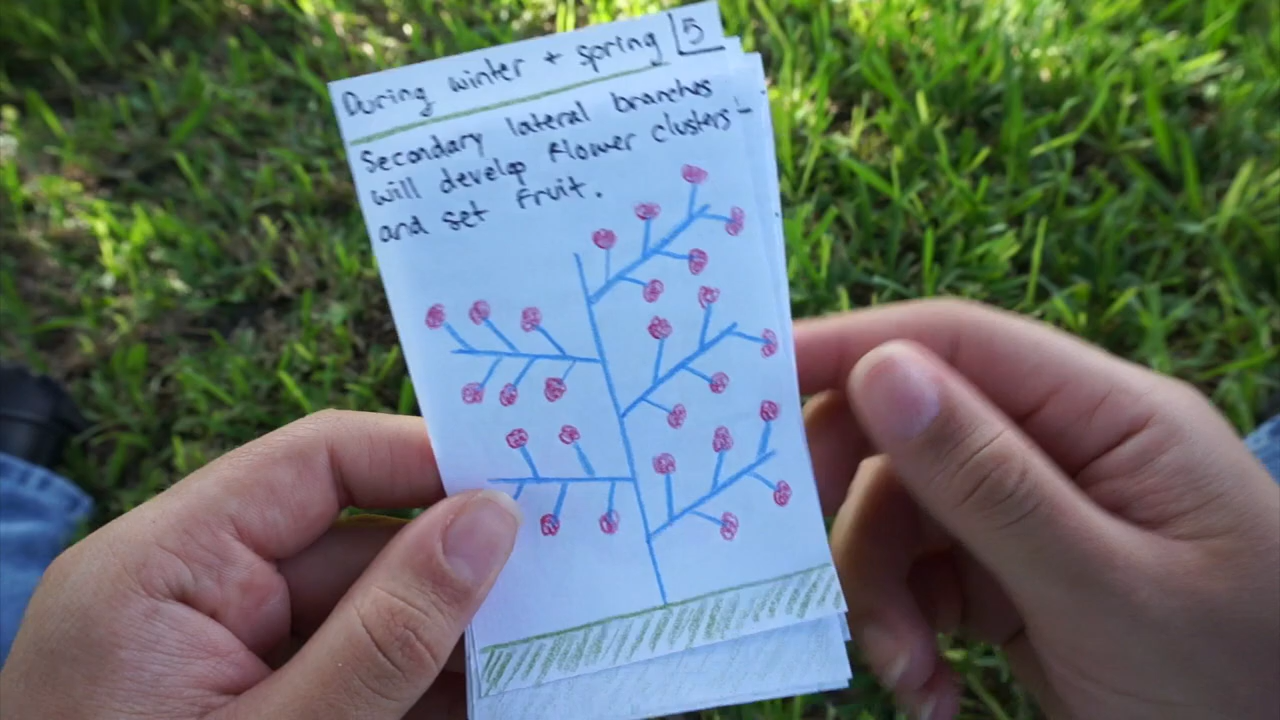 During winter + spring 5
Secondary lateral branches
will develop flower clusters
and set fruit.